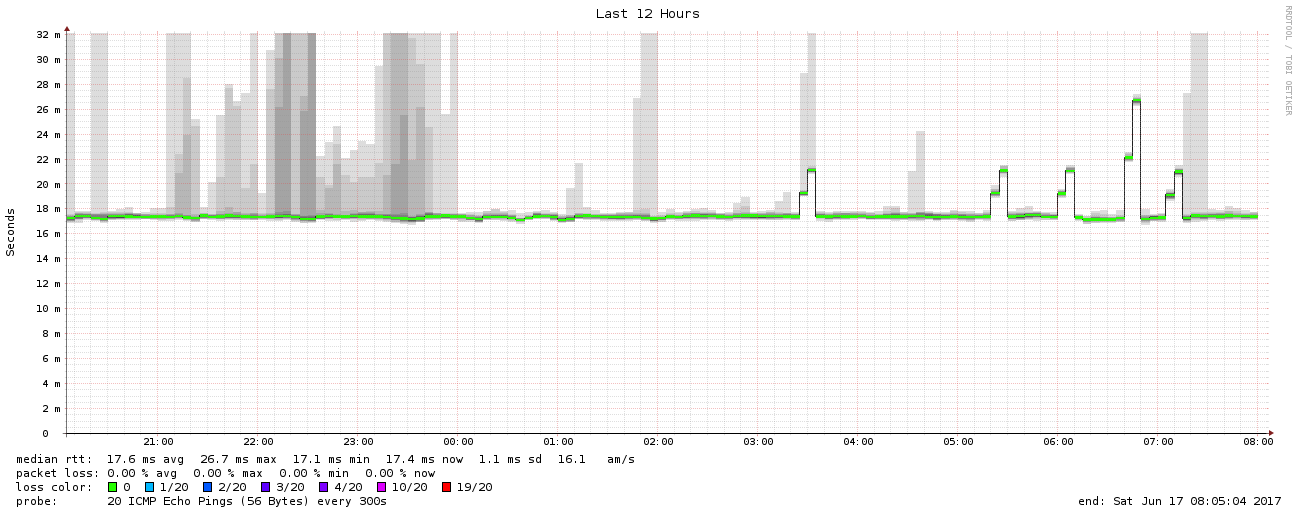 Last 12 Hours
RRDTOOL / TOBI OETIKER
Seconds
32 m
30 m
28 m
26 m
24 m
22 m
20 m
18 m
16 m
14 m
12 m
10 m
8 m
6 m
4 m
2 m
0
21:00 22:00 23:00 00:00 01:00 02:00 03:00 04:00 05:00 06:00 07:00 08:00
median rtt: 17.6 ms avg 26.7 ms max 17.1 ms min 17.4 ms now 1.1 ms sd 16.1 am/s
packet loss: 0.00 % avg 0.00 % max 0.00 % min 0.00 % now
loss color: 0 1/20 2/20 3/20 4/20 10/20 19/20
probe: 20 ICMP Echo Pings (56 Bytes) every 300s end: Sat Jun 17 08:05:04 2017